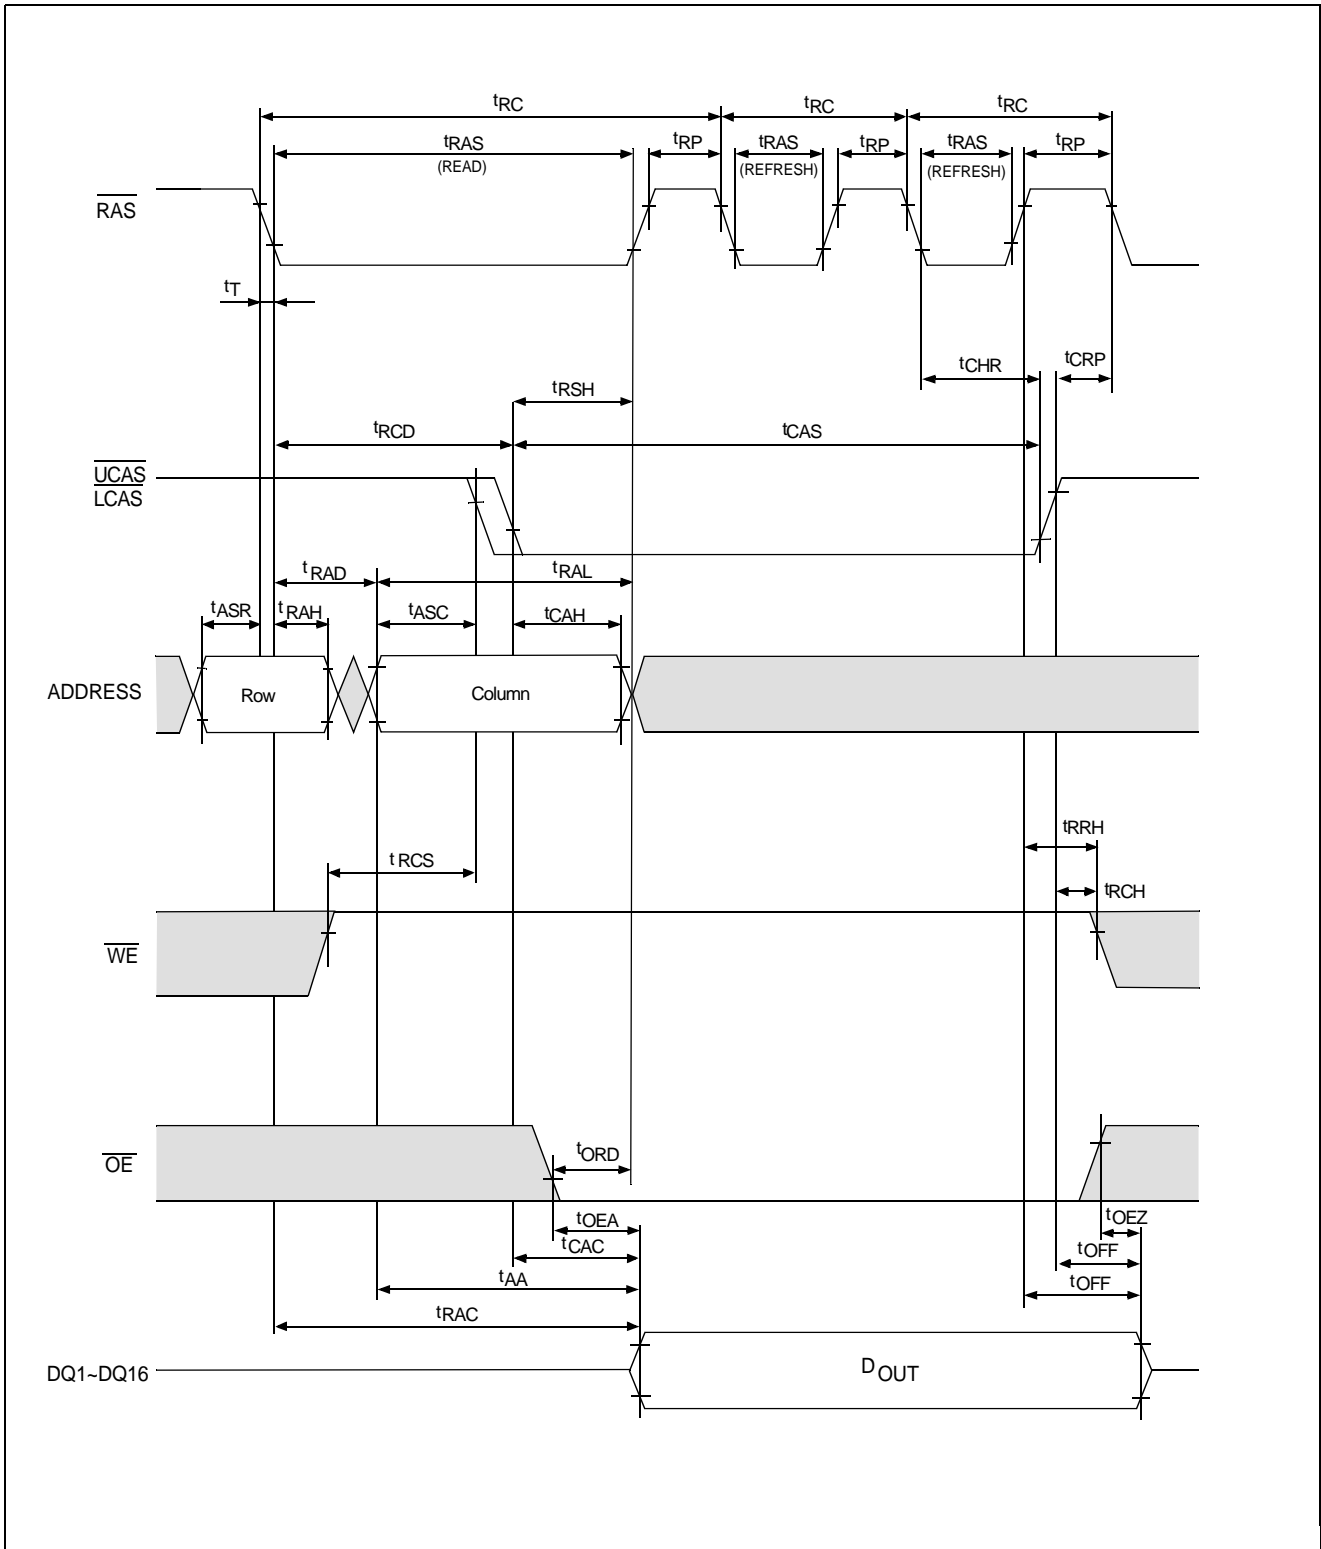 tRC tRC tRC
tRAS tRP tRAS tRP tRAS tRP
(READ) (REFRESH) (REFRESH)
RAS
tT
tCHR tCRP
tRSH
tRCD tCAS
UCAS
LCAS
tRAD tRAL
tASR tRAH tASC tCAH
ADDRESS Row Column
tRRH
tRCS
tRCH
WE
OE tORD
tOEA tOEZ
tCAC tOFF
tAA tOFF
tRAC
DQ1~DQ16 DOUT